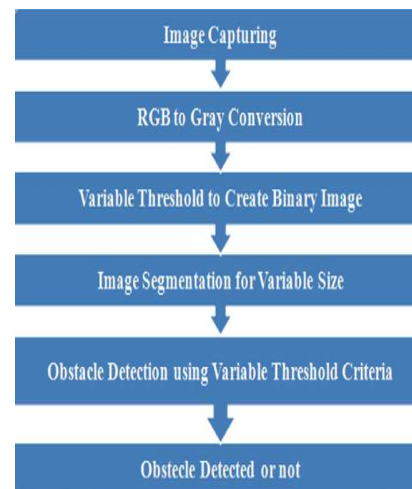 Image Capturing
RGB to Gray Conversion
Variable Threshold to Create Binary Image
Image Segmentation for Variable Size
Obstacle Detection using Variable Threshold Criteria
Obstecle Detected or not